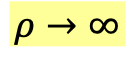 ρ → ∞